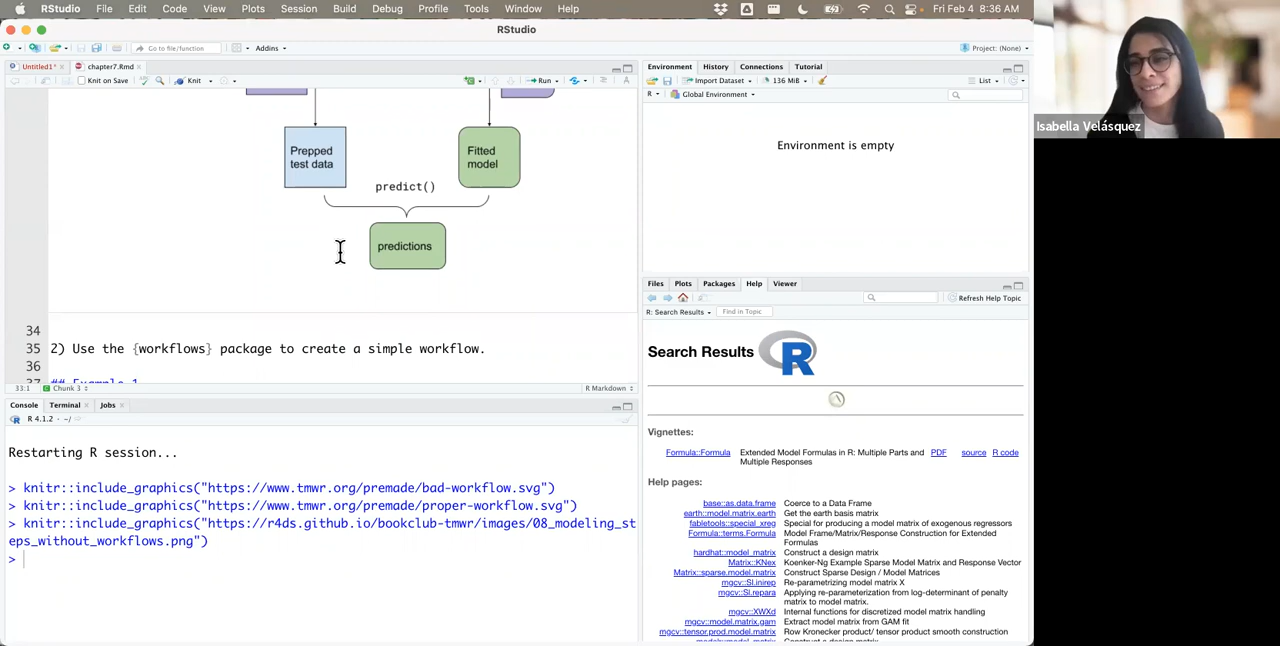 RStudio File Edit Code View Plots Session Build Debug Profile Tools Window Help Fri Feb 4 8:36 AM
RStudio
Go to file/function Addins Project: (None)
Untitled1* chapter7.Rmd
Knit on Save Knit Run
Prepped
test data
Fitted
model
predict()
predictions
34
35 2) Use the {workflows} package to create a simple workflow.
36
37 ## Example 1
33:1 Chunk 3 R Markdown
Console Terminal Jobs
R 4.1.2 · ~/
Restarting R session...
> knitr::include_graphics("https://www.tmwr.org/premade/bad-workflow.svg")
> knitr::include_graphics("https://www.tmwr.org/premade/proper-workflow.svg")
> knitr::include_graphics("https://r4ds.github.io/bookclub-tmwr/images/08_modeling_st
eps_without_workflows.png")
>
Environment History Connections Tutorial
Import Dataset 136 MiB List
R Global Environment
Environment is empty
Files Plots Packages Help Viewer
Refresh Help Topic
R: Search Results Find in Topic
Search Results R
Vignettes:
Formula::Formula Extended Model Formulas in R: Multiple Parts and PDF source R code
Multiple Responses
Help pages:
base::as.data.frame Coerce to a Data Frame
earth::model.matrix.earth Get the earth basis matrix
fabletools::special_xreg Special for producing a model matrix of exogenous regressors
Formula::terms.Formula Model Frame/Matrix/Response Construction for Extended
Formulas
hardhat::model_matrix Construct a design matrix
Matrix::KNex Koenker-Ng Example Sparse Model Matrix and Response Vector
Matrix::sparse.model.matrix Construct Sparse Design / Model Matrices
mgcv::Sl.inirep Re-parametrizing model matrix X
mgcv::Sl.repara Applying re-parameterization from log-determinant of penalty
matrix to model matrix.
mgcv::XWXd Internal functions for discretized model matrix handling
mgcv::model.matrix.gam Extract model matrix from GAM fit
mgcv::tensor.prod.model.matrix Row Kronecker product/ tensor product smooth construction
Isabella Velásquez